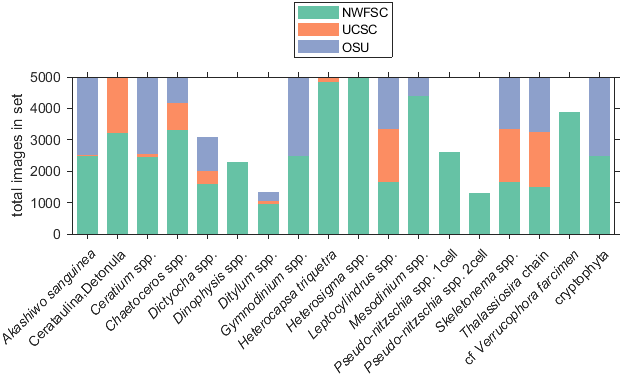 NWFSC
UCSC
OSU
total images in set
5000
4000
3000
2000
1000
0
Akashiwo sanguinea
Cerataulina,Detonula
Ceratium spp.
Chaetoceros spp.
Dictyocha spp.
Dinophysis spp.
Ditylum spp.
Gymnodinium spp.
Heterocapsa triquetra
Heterosigma spp.
Leptocylindrus spp.
Mesodinium spp.
Pseudo-nitzschia spp. 1cell
Pseudo-nitzschia spp. 2cell
Skeletonema spp.
Thalassiosira chain
cf Verrucophora farcimen
cryptophyta